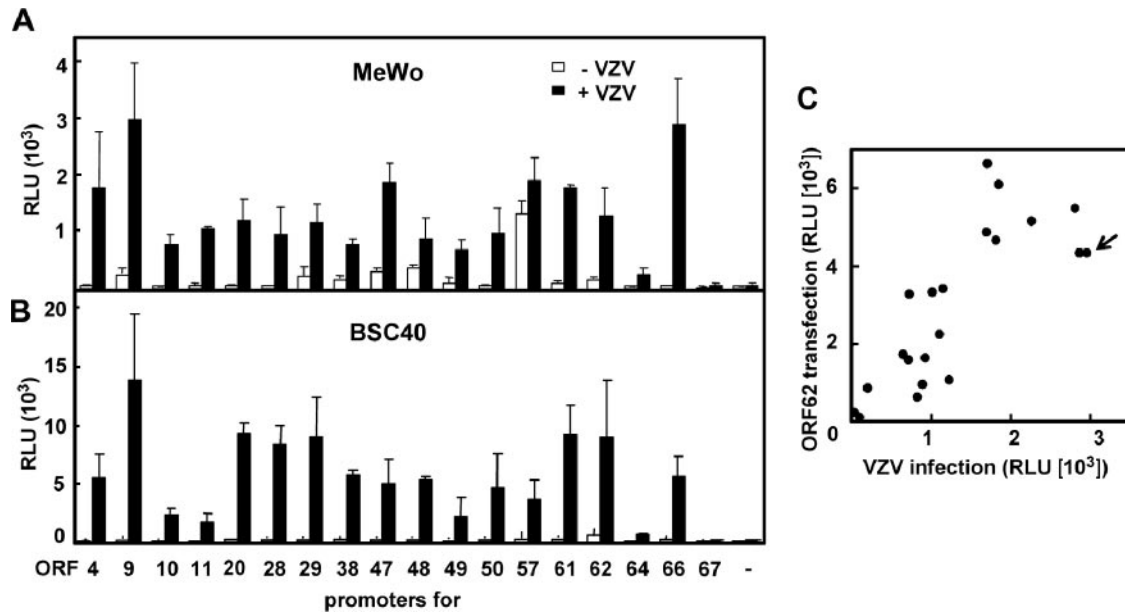 A
MeWo
- VZV
+ VZV
RLU (10³)
4
3
2
1
B
BSC40
RLU (10³)
20
15
10
5
0
ORF 4 9 10 11 20 28 29 38 47 48 49 50 57 61 62 64 66 67 -
promoters for
C
ORF62 transfection (RLU [10³])
6
4
2
0
1 2 3
VZV infection (RLU [10³])